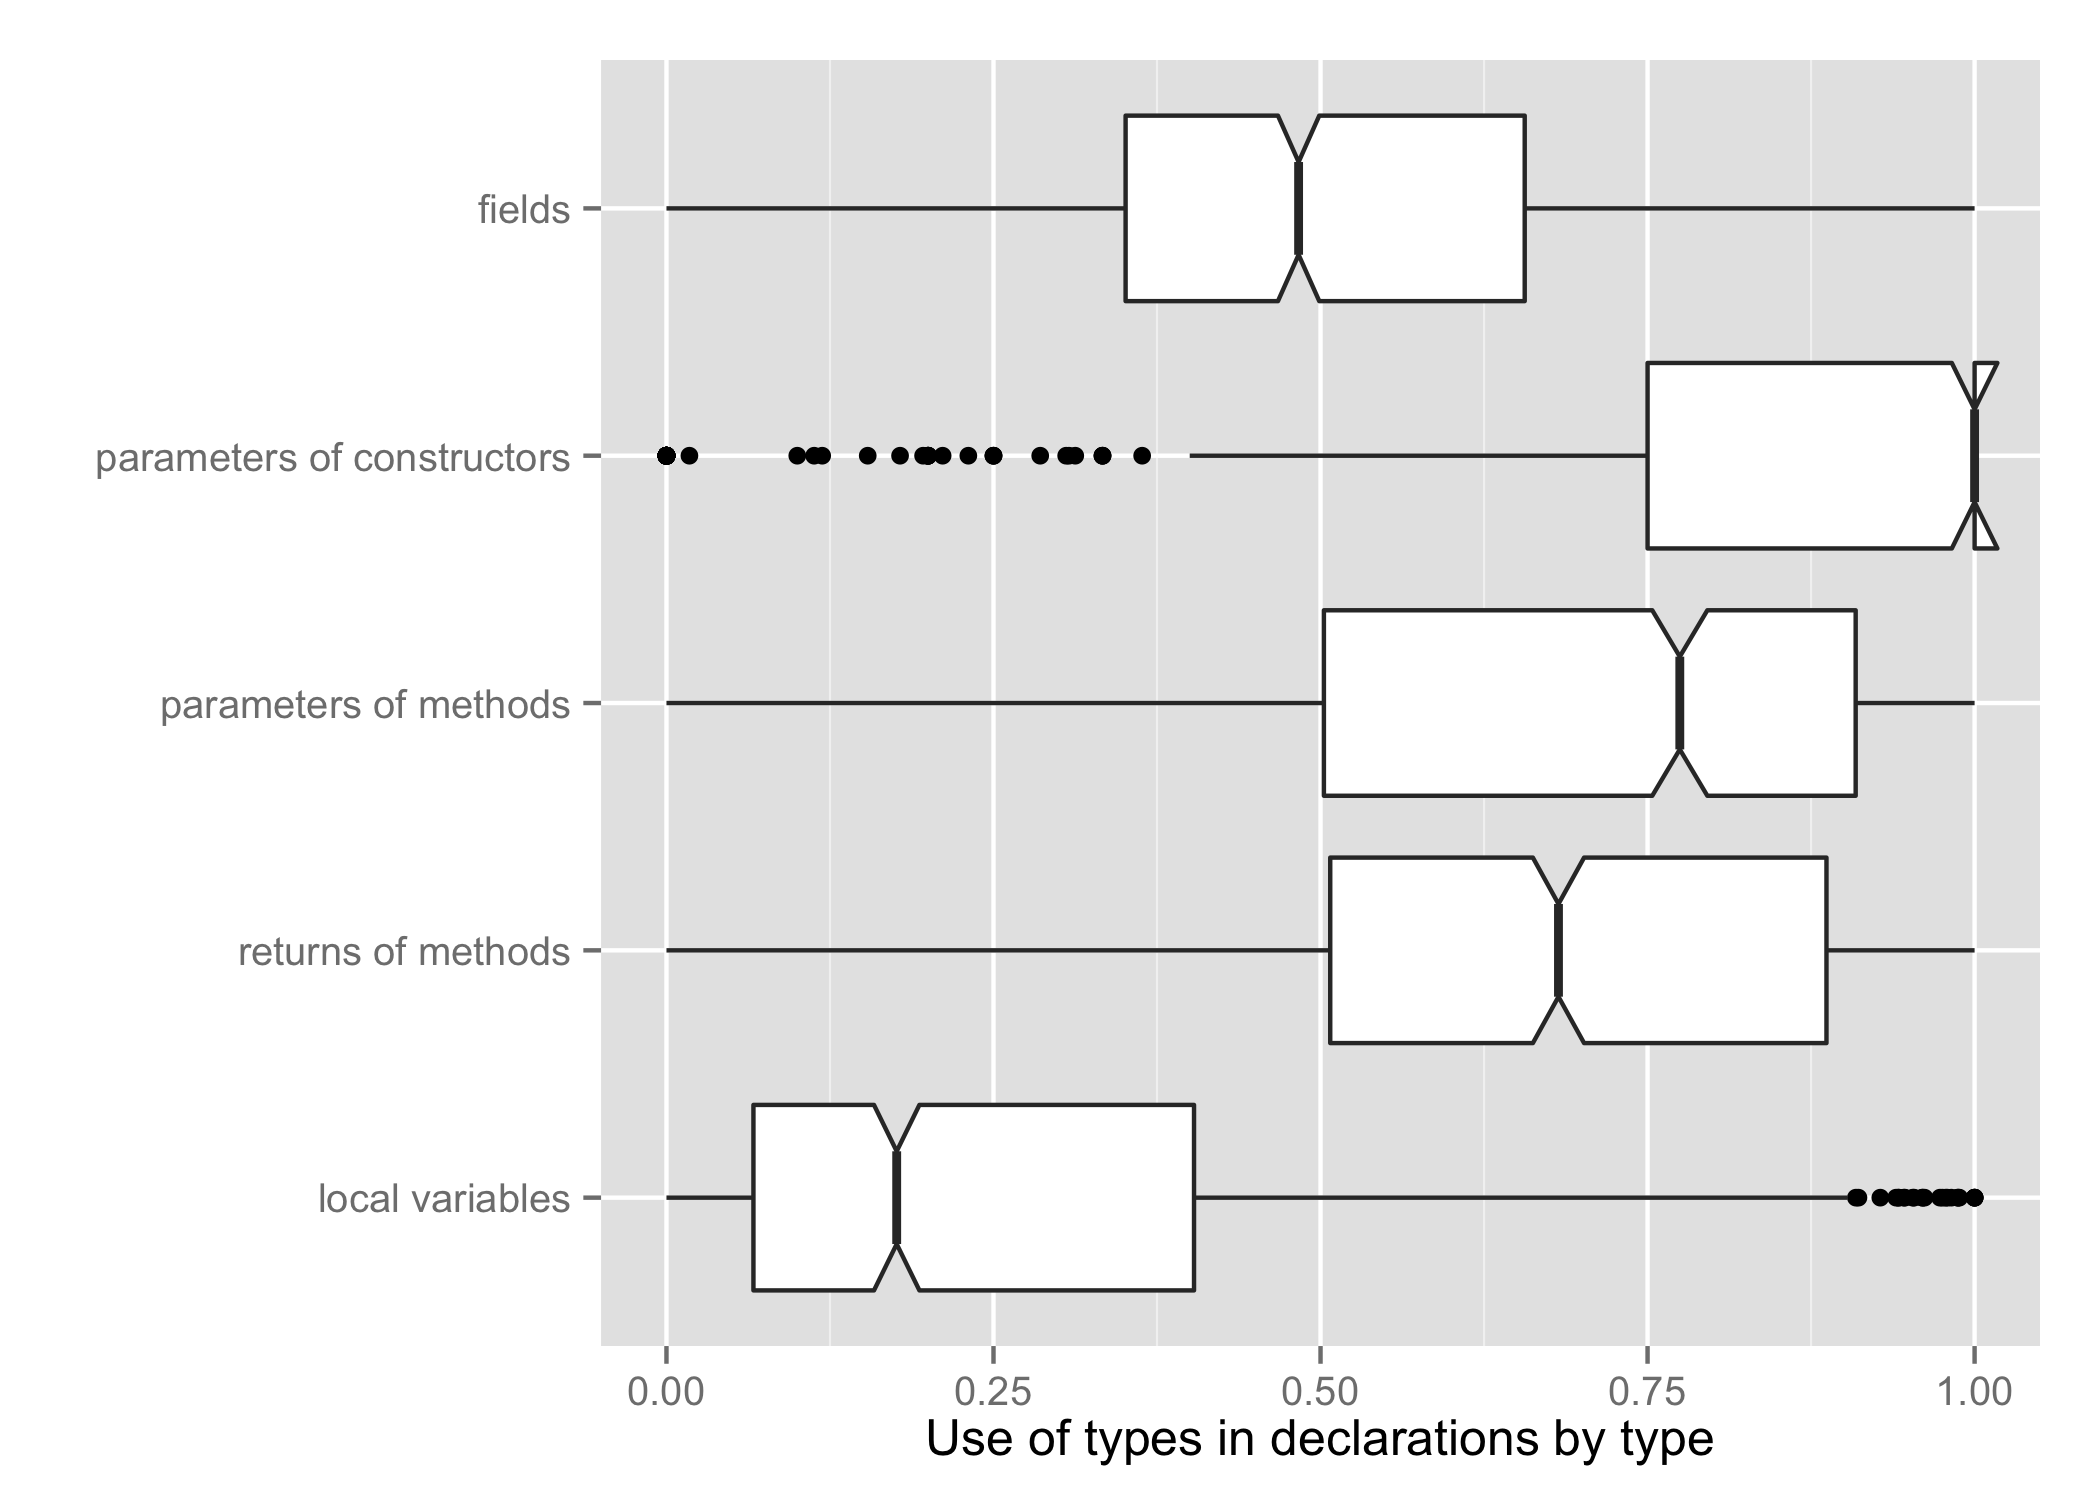 fields
parameters of constructors
parameters of methods
returns of methods
local variables
0.00 0.25 0.50 0.75 1.00
Use of types in declarations by type